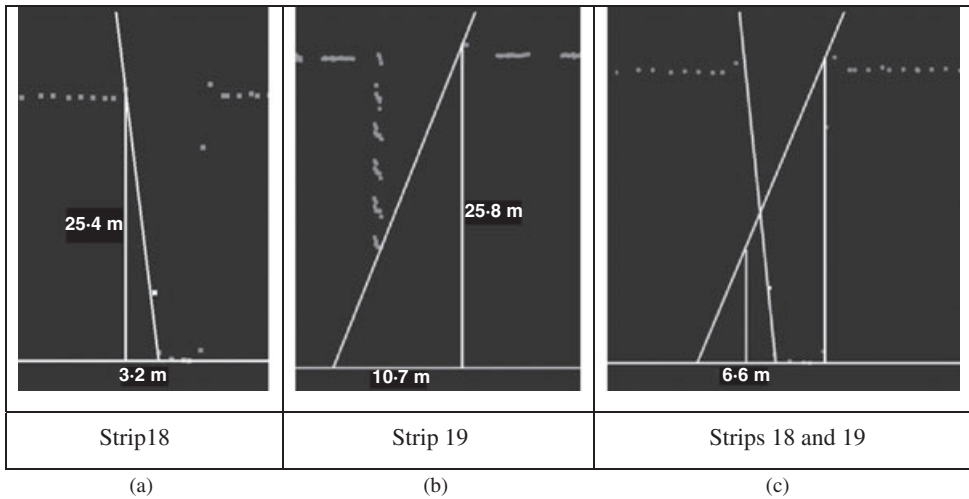 25·4 m
3·2 m
25·8 m
10·7 m
6·6 m
Strip18
Strip 19
Strips 18 and 19
(a)
(b)
(c)